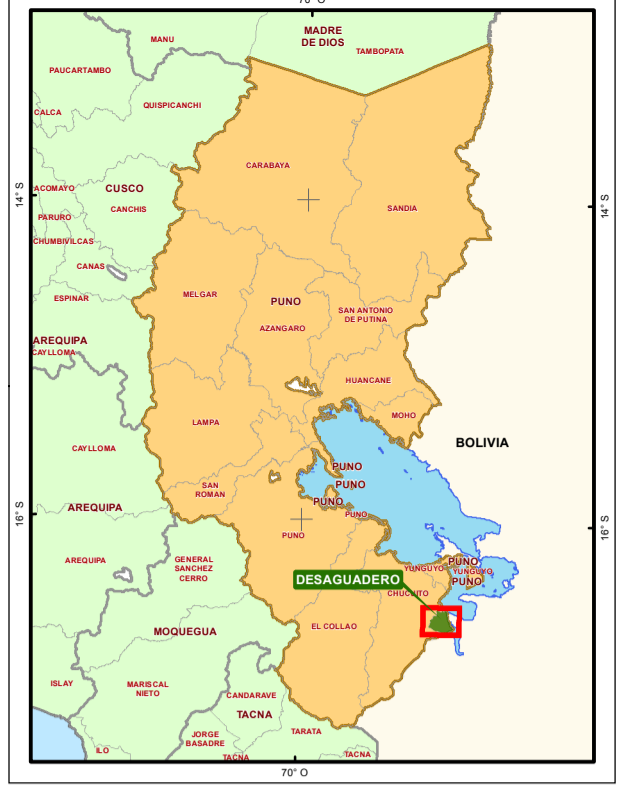 70° O
MADRE
DE DIOS
MANU
TAMBOPATA
PAUCARTAMBO
QUISPICANCHI
CALCA
CARABAYA
ACOMAYO
CUSCO
14° S
14° S
CANCHIS
SANDIA
PARURO
CHUMBIVILCAS
CANAS
ESPINAR
MELGAR
PUNO
SAN ANTONIO
DE PUTINA
AZANGARO
AREQUIPA
CAYLLOMA
HUANCANE
MOHO
LAMPA
BOLIVIA
CAYLLOMA
PUNO
SAN
ROMAN
PUNO
PUNO
AREQUIPA
PUNO
16° S
16° S
PUNO
AREQUIPA
GENERAL
SANCHEZ
CERRO
YUNGUYO
PUNO
YUNGUYO
PUNO
DESAGUADERO
CHUCUITO
EL COLLAO
MOQUEGUA
ISLAY
MARISCAL
NIETO
CANDARAVE
TACNA
JORGE
BASADRE
TARATA
ILO
TACNA
TACNA
70° O